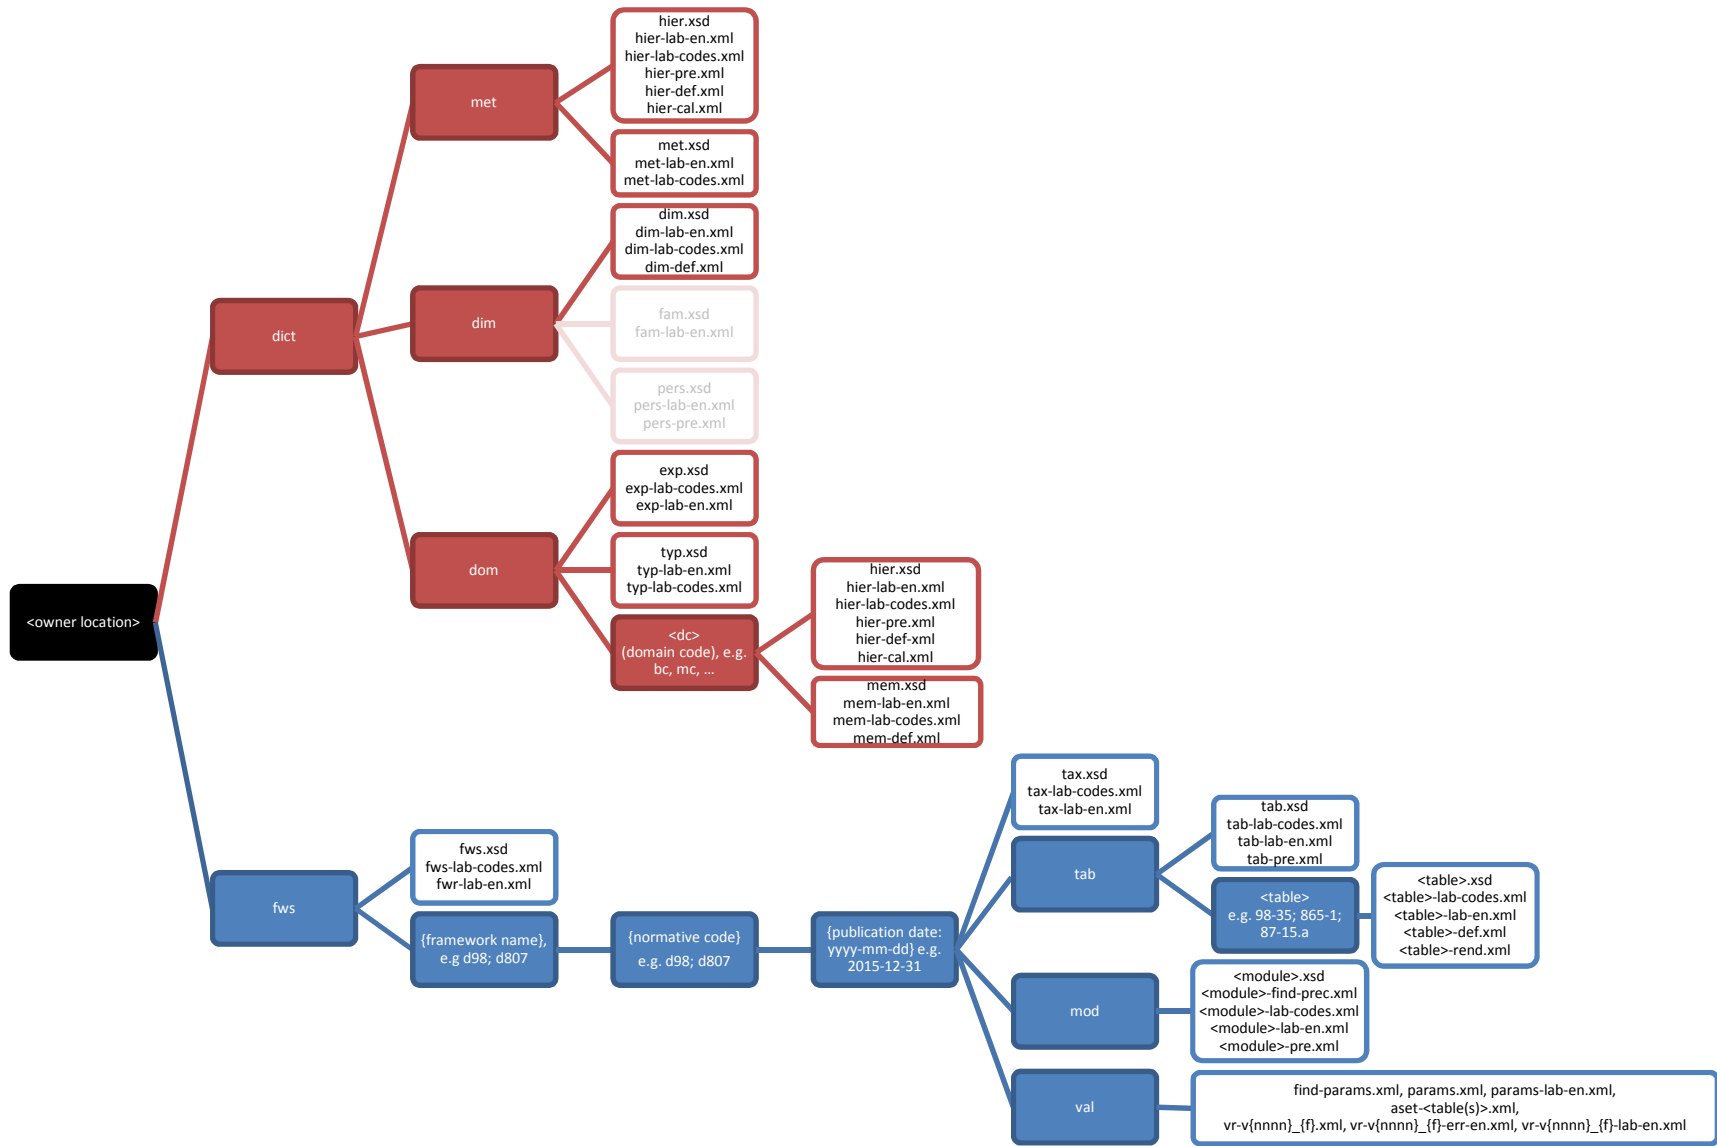 hier.xsd
hier-lab-en.xml
hier-lab-codes.xml
hier-pre.xml
hier-def.xml
hier-cal.xml
met
met.xsd
met-lab-en.xml
met-lab-codes.xml
dim.xsd
dim-lab-en.xml
dim-lab-codes.xml
dim-def.xml
dict
dim
fam.xsd
fam-lab-en.xml
pers.xsd
pers-lab-en.xml
pers-pre.xml
exp.xsd
exp-lab-codes.xml
exp-lab-en.xml
dom
typ.xsd
typ-lab-en.xml
typ-lab-codes.xml
<owner location>
<dc>
(domain code), e.g.
bc, mc, ...
hier.xsd
hier-lab-en.xml
hier-lab-codes.xml
hier-pre.xml
hier-def-xml
hier-cal.xml
mem.xsd
mem-lab-en.xml
mem-lab-codes.xml
mem-def.xml
fws
fws.xsd
fws-lab-codes.xml
fwr-lab-en.xml
{framework name},
e.g d98; d807
{normative code}
e.g. d98; d807
{publication date:
yyyy-mm-dd} e.g.
2015-12-31
tax.xsd
tax-lab-codes.xml
tax-lab-en.xml
tab
tab.xsd
tab-lab-codes.xml
tab-lab-en.xml
tab-pre.xml
<table>
e.g. 98-35; 865-1;
87-15.a
<table>.xsd
<table>-lab-codes.xml
<table>-lab-en.xml
<table>-def.xml
<table>-rend.xml
mod
<module>.xsd
<module>-find-prec.xml
<module>-lab-codes.xml
<module>-lab-en.xml
<module>-pre.xml
val
find-params.xml, params.xml, params-lab-en.xml,
aset-<table(s)>.xml,
vr-v{nnnn}_{f}.xml, vr-v{nnnn}_{f}-err-en.xml, vr-v{nnnn}_{f}-lab-en.xml